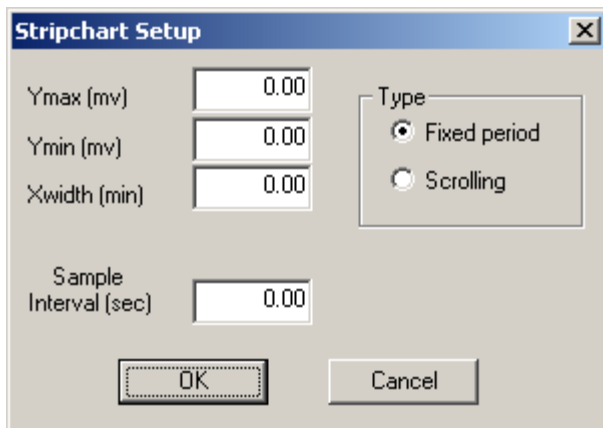 Stripchart Setup
Ymax (mv)
0.00
Ymin (mv)
0.00
Xwidth (min)
0.00
Type
Fixed period
Scrolling
Sample
Interval (sec)
0.00
OK
Cancel